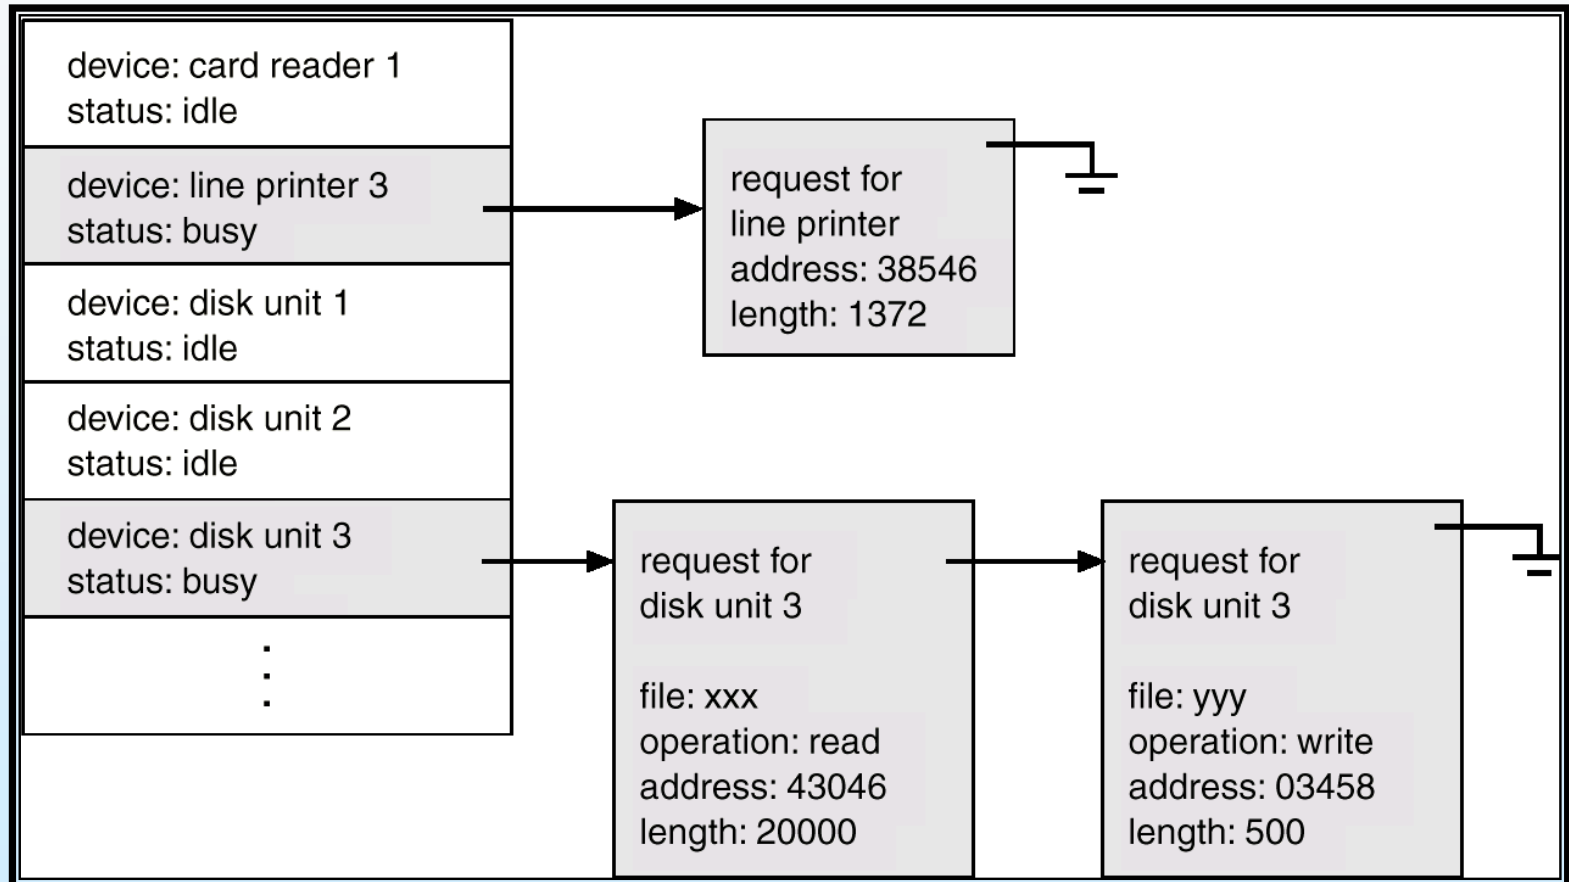 device: card reader 1
status: idle
device: line printer 3
status: busy
device: disk unit 1
status: idle
device: disk unit 2
status: idle
device: disk unit 3
status: busy
request for
line printer
address: 38546
length: 1372
request for
disk unit 3
file: xxx
operation: read
address: 43046
length: 20000
request for
disk unit 3
file: yyy
operation: write
address: 03458
length: 500